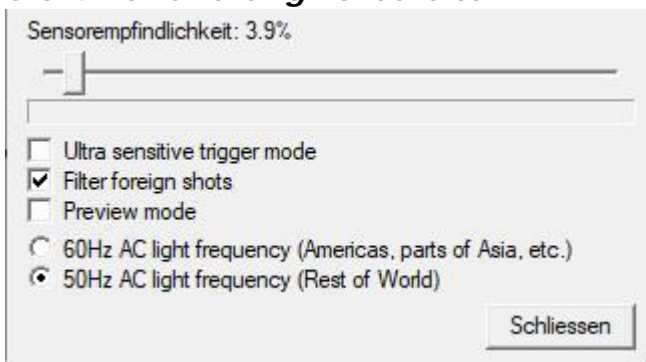 Sensorempfindlichkeit: 3.9%
Ultra sensitive trigger mode
Filter foreign shots
Preview mode
60Hz AC light frequency (Americas, parts of Asia, etc.)
50Hz AC light frequency (Rest of World)
Schliessen